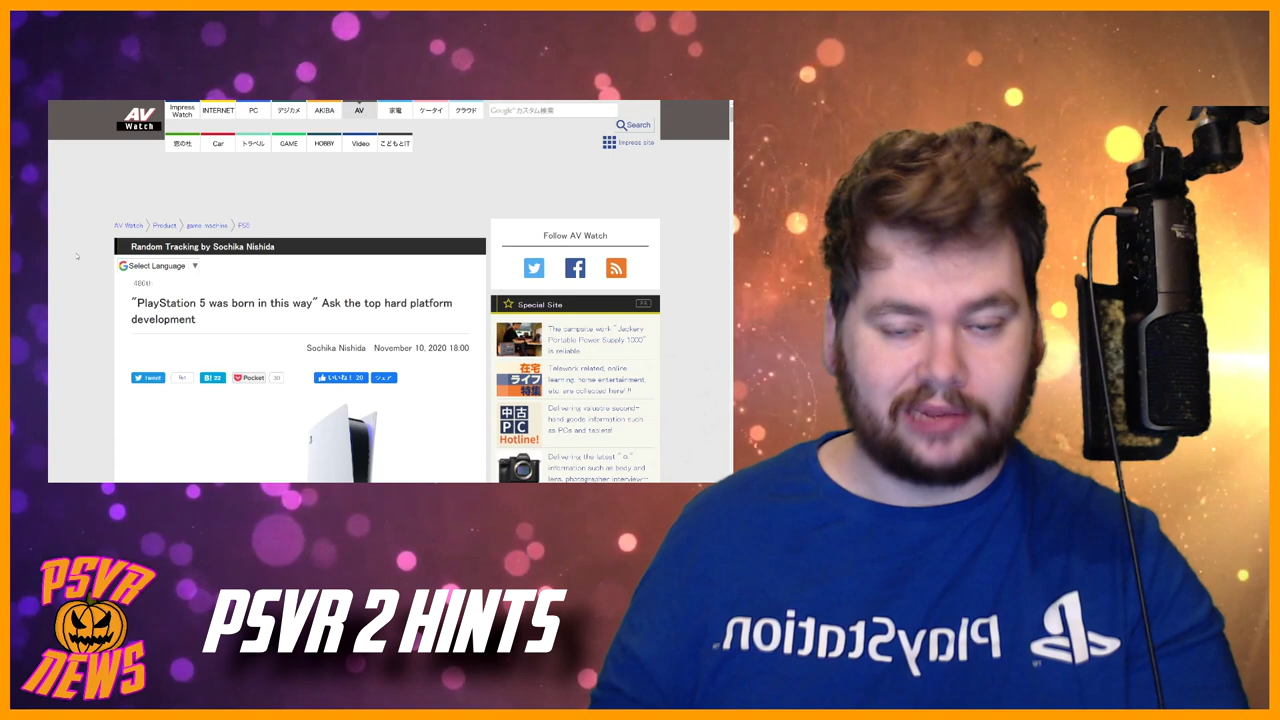 AV
Watch
Impress Watch
INTERNET
PC
デジカメ
AKIBA
AV
家電
ケータイ
クラウド
Google カスタム検索
Search
窓の杜
Car
トラベル
GAME
HOBBY
Video
こどもとIT
Impress site
AV Watch
Product
game machine
PS5
Random Tracking by Sochika Nishida
Select Language ▼
"PlayStation 5 was born in this way" Ask the top hard platform
development
Sochika Nishida November 10, 2020 18:00
Tweet
B! 22
Pocket
30
いいね! 20
シェア
Follow AV Watch
Special Site
The campsite work "Jackery
Portable Power Supply 1000"
is reliable
在宅
ライフ
特集
Telework related, online
learning, home entertainment,
etc. are collected here! !
中古
PC
Hotline!
Delivering valuable second-
hand goods information such
as PCs and tablets!
Delivering the latest "α"
information such as body and
lens, photographer interview
PSVR
NEWS
PSVR 2 HINTS
PlayStation
TM